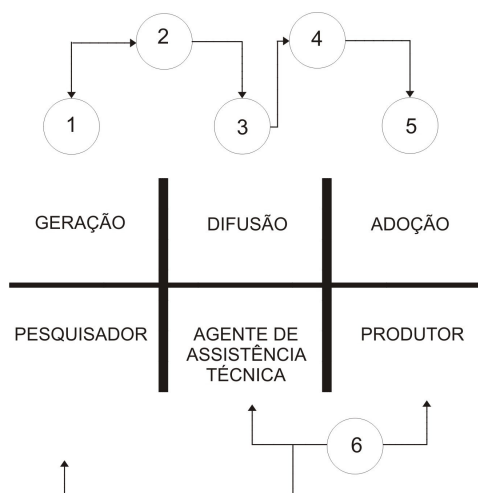 2
4
1
3
5
GERAÇÃO
DIFUSÃO
ADOÇÃO
PESQUISADOR
AGENTE DE
ASSISTÊNCIA
TÉCNICA
PRODUTOR
6